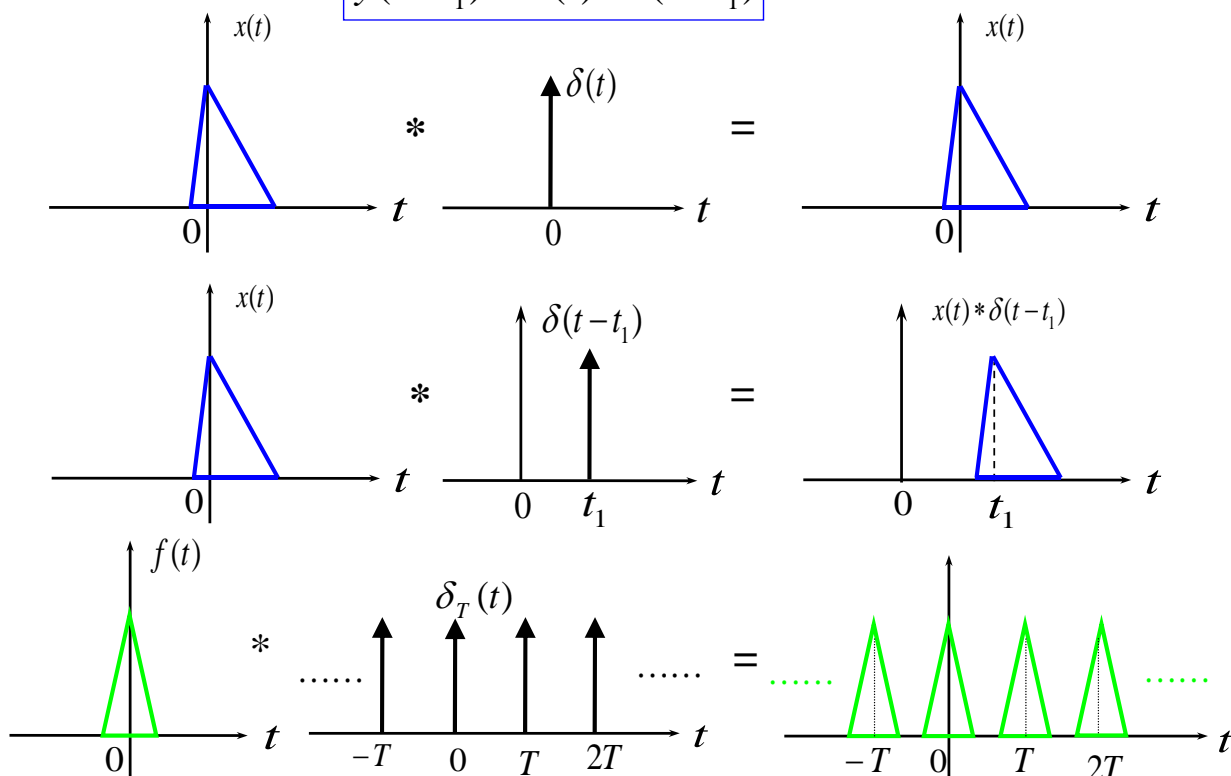 x(t) x(t)
δ(t)
* =
t t t
0 0 0
x(t) δ(t−t₁) x(t)*δ(t−t₁)
* =
t t t
0 0 t₁ 0 t₁
f(t)
δ_T(t)
* =
...... ...... ...... ......
t t t
0 −T 0 T 2T −T 0 T 2T